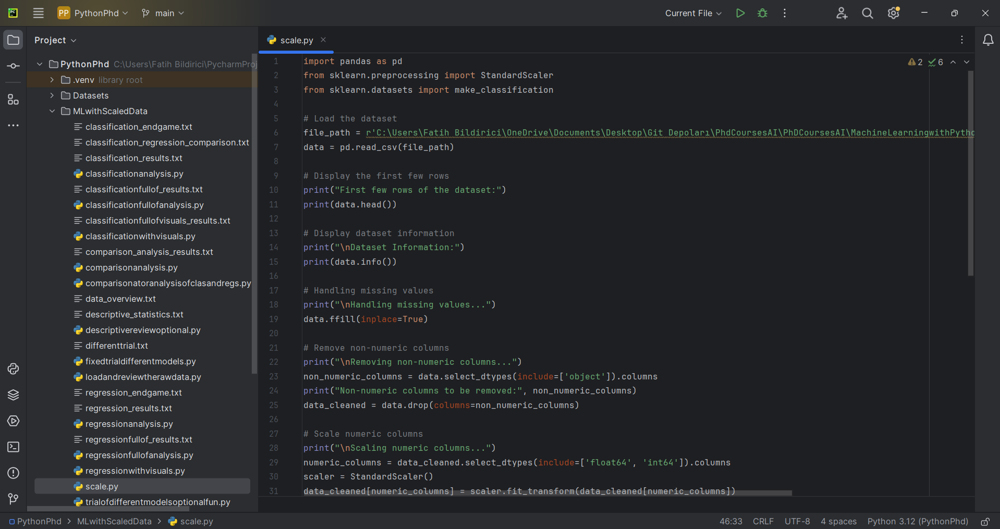 PC
PP PythonPhd main Current File
Project
PythonPhd C:\Users\Fatih Bildirici\PycharmProj
.venv library root
Datasets
MLwithScaledData
classification_endgame.txt
classification_regression_comparison.txt
classification_results.txt
classificationanalysis.py
classificationfullof_results.txt
classificationfullofanalysis.py
classificationfullofvisuals_results.txt
classificationwithvisuals.py
comparison_analysis_results.txt
comparisonanalysis.py
comparisonatoranalysisofclasandregs.py
data_overview.txt
descriptive_statistics.txt
descriptivereviewoptional.py
differenttrial.txt
fixedtrialdifferentmodels.py
loadandreviewtherawdata.py
regression_endgame.txt
regression_results.txt
regressionanalysis.py
regressionfullof_results.txt
regressionfullofanalysis.py
regressionwithvisuals.py
scale.py
trialofdifferentmodelsoptionalfun.py
scale.py
2 6
1 import pandas as pd
2 from sklearn.preprocessing import StandardScaler
3 from sklearn.datasets import make_classification
4
5 # Load the dataset
6 file_path = r'C:\Users\Fatih Bildirici\OneDrive\Documents\Desktop\Git Depoları\PhdCoursesAI\PhDCoursesAI\MachineLearningwithPytho
7 data = pd.read_csv(file_path)
8
9 # Display the first few rows
10 print("First few rows of the dataset:")
11 print(data.head())
12
13 # Display dataset information
14 print("\nDataset Information:")
15 print(data.info())
16
17 # Handling missing values
18 print("\nHandling missing values...")
19 data.ffill(inplace=True)
20
21 # Remove non-numeric columns
22 print("\nRemoving non-numeric columns...")
23 non_numeric_columns = data.select_dtypes(include=['object']).columns
24 print("Non-numeric columns to be removed:", non_numeric_columns)
25 data_cleaned = data.drop(columns=non_numeric_columns)
26
27 # Scale numeric columns
28 print("\nScaling numeric columns...")
29 numeric_columns = data_cleaned.select_dtypes(include=['float64', 'int64']).columns
30 scaler = StandardScaler()
31 data_cleaned[numeric_columns] = scaler.fit_transform(data_cleaned[numeric_columns])
PythonPhd > MLwithScaledData > scale.py 46:33 CRLF UTF-8 4 spaces Python 3.12 (PythonPhd)